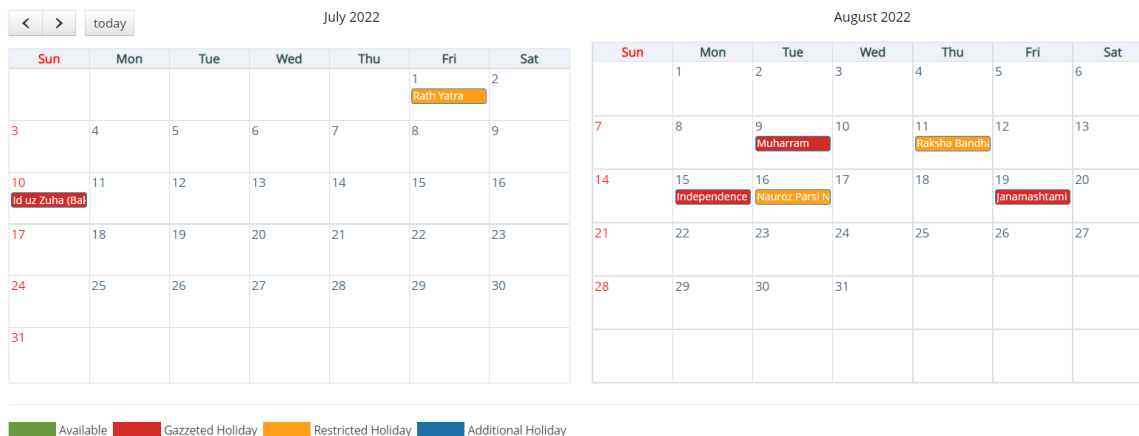 today
July 2022
Sun Mon Tue Wed Thu Fri Sat
1 2
Rath Yatra
3 4 5 6 7 8 9
10 11 12 13 14 15 16
Id uz Zuha (Bak
17 18 19 20 21 22 23
24 25 26 27 28 29 30
31
August 2022
Sun Mon Tue Wed Thu Fri Sat
1 2 3 4 5 6
7 8 9 10 11 12 13
Muharram Raksha Bandha
14 15 16 17 18 19 20
Independence Nauroz Parsi N Janamashtami
21 22 23 24 25 26 27
28 29 30 31
Available Gazzeted Holiday Restricted Holiday Additional Holiday